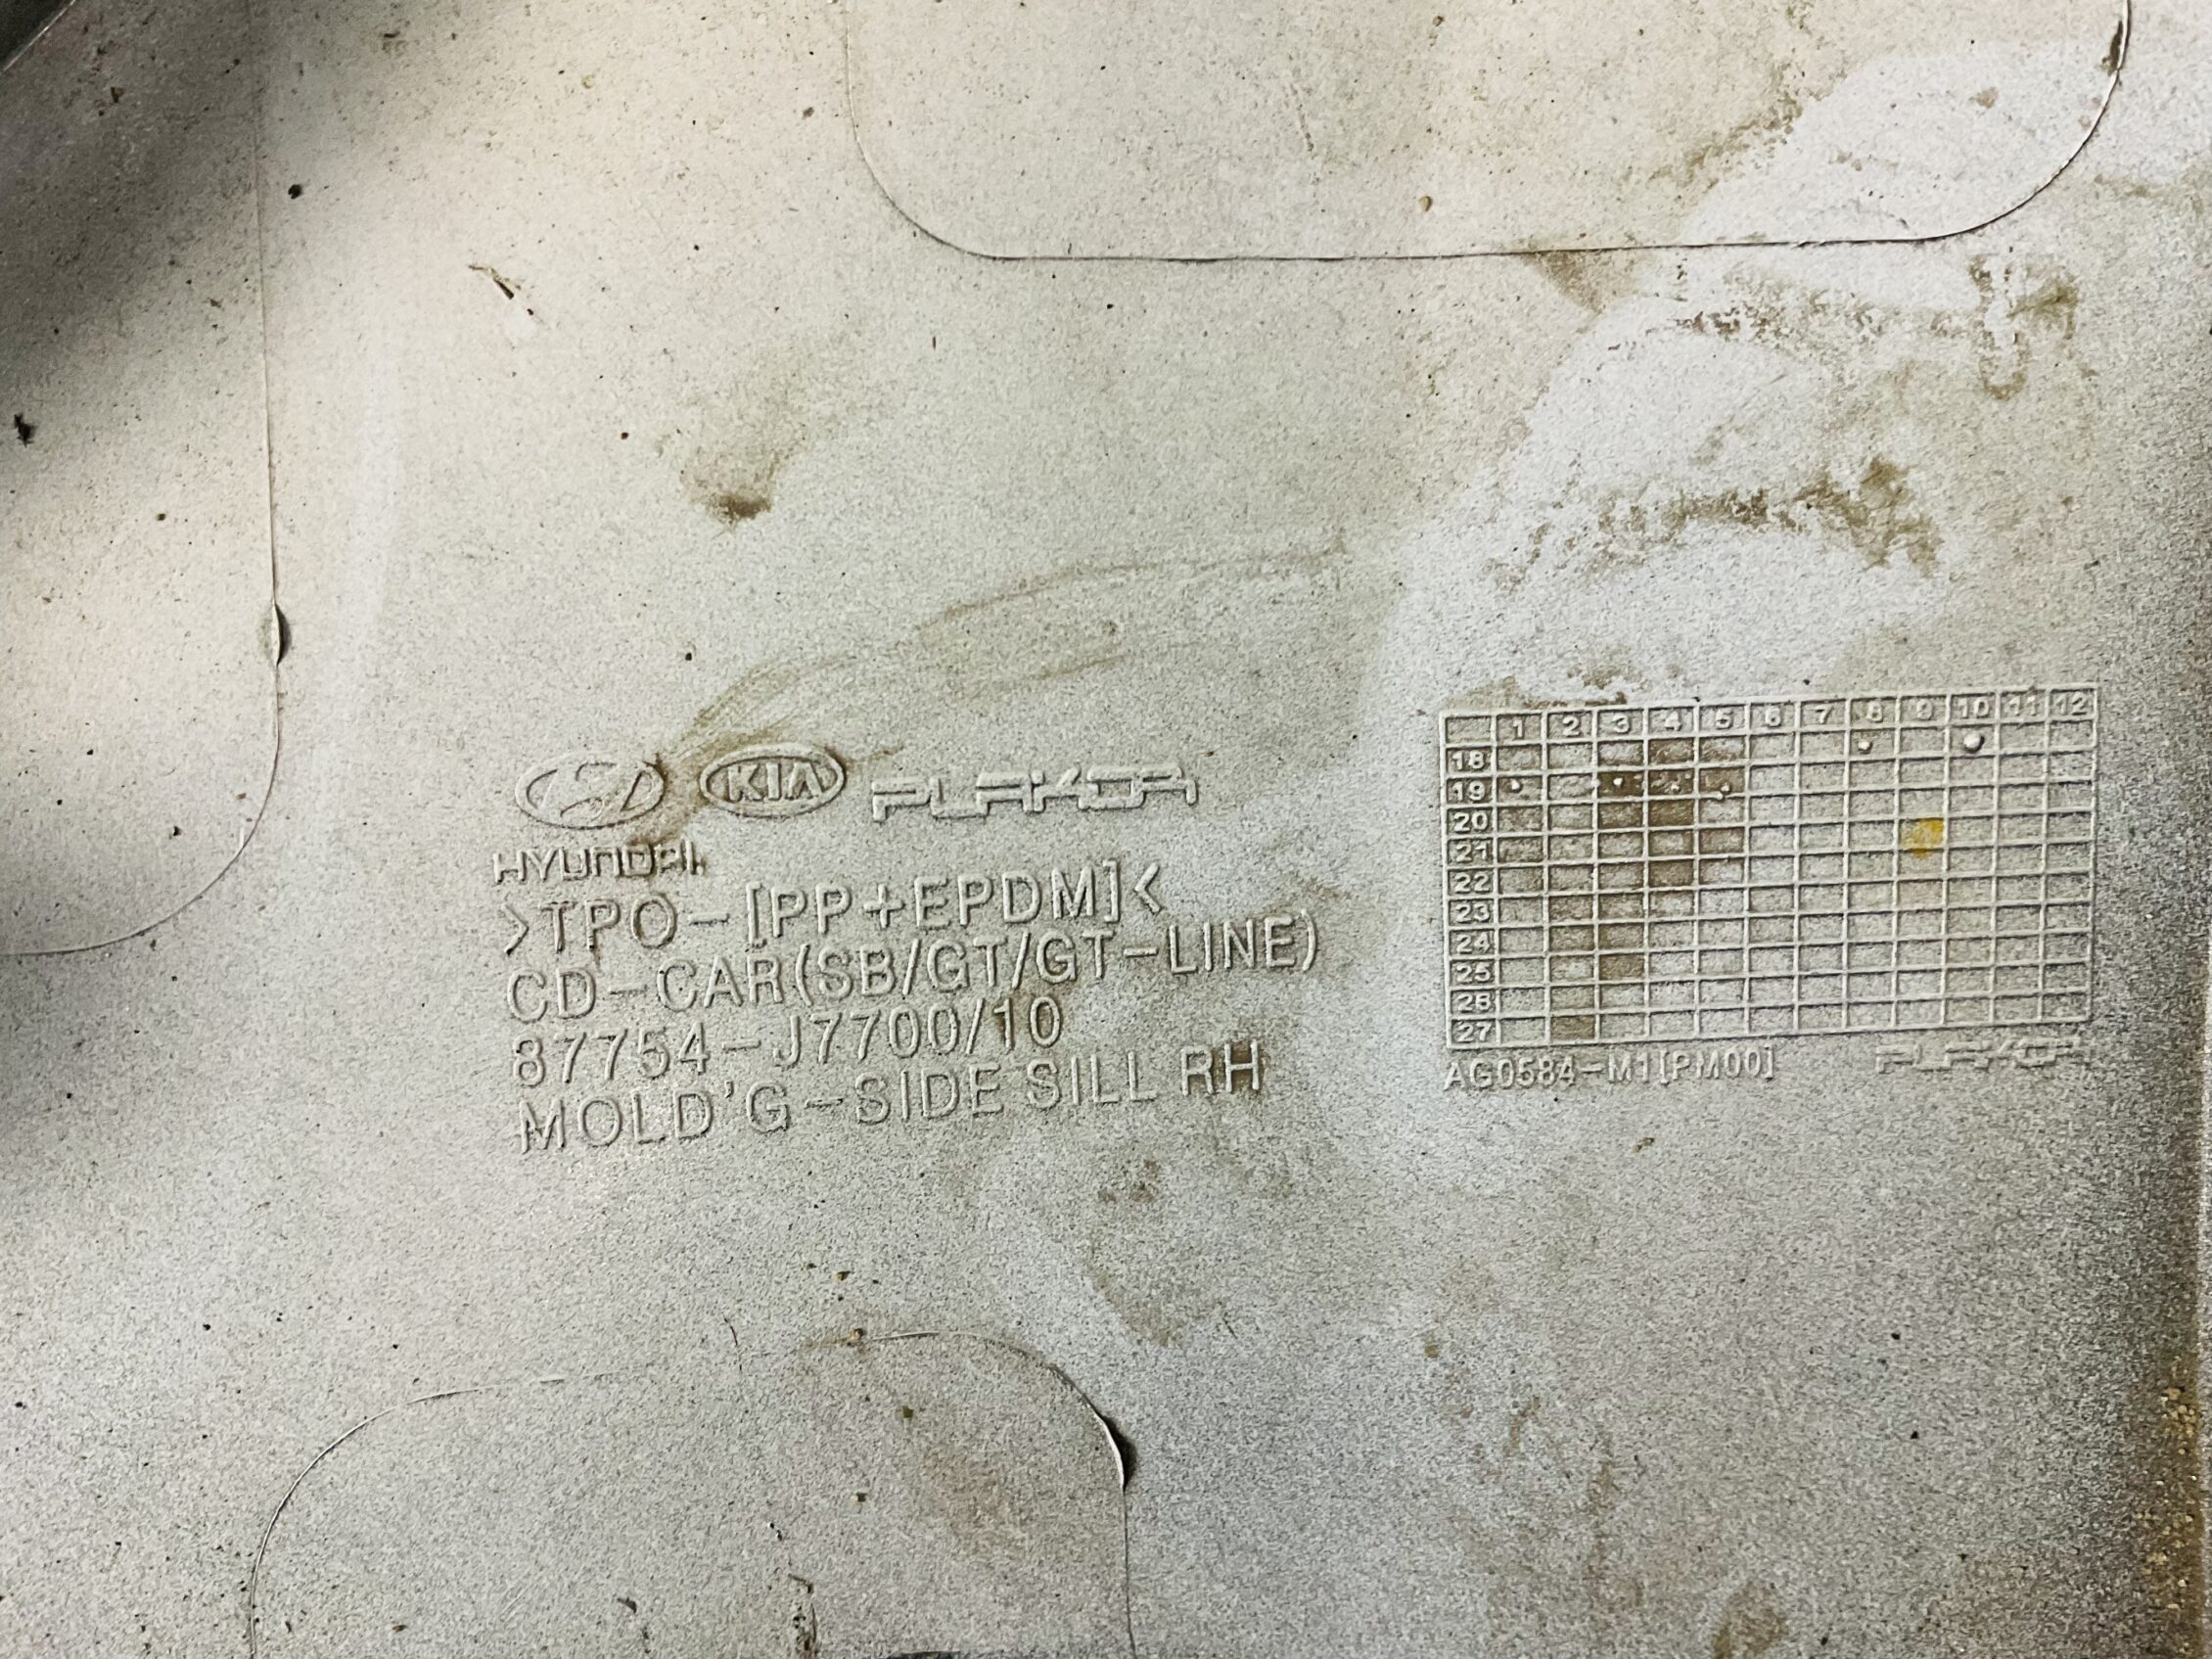 KIA PLAKOR
HYUNDAI
>TPO-[PP+EPDM]<
CD-CAR(SB/GT/GT-LINE)
87754-J7700/10
MOLD'G-SIDE SILL RH
1 2 3 4 5 6 7 8 9 10 11 12
18
19
20
21
22
23
24
25
26
27
AG0584-M1[PM00] PLAKOR